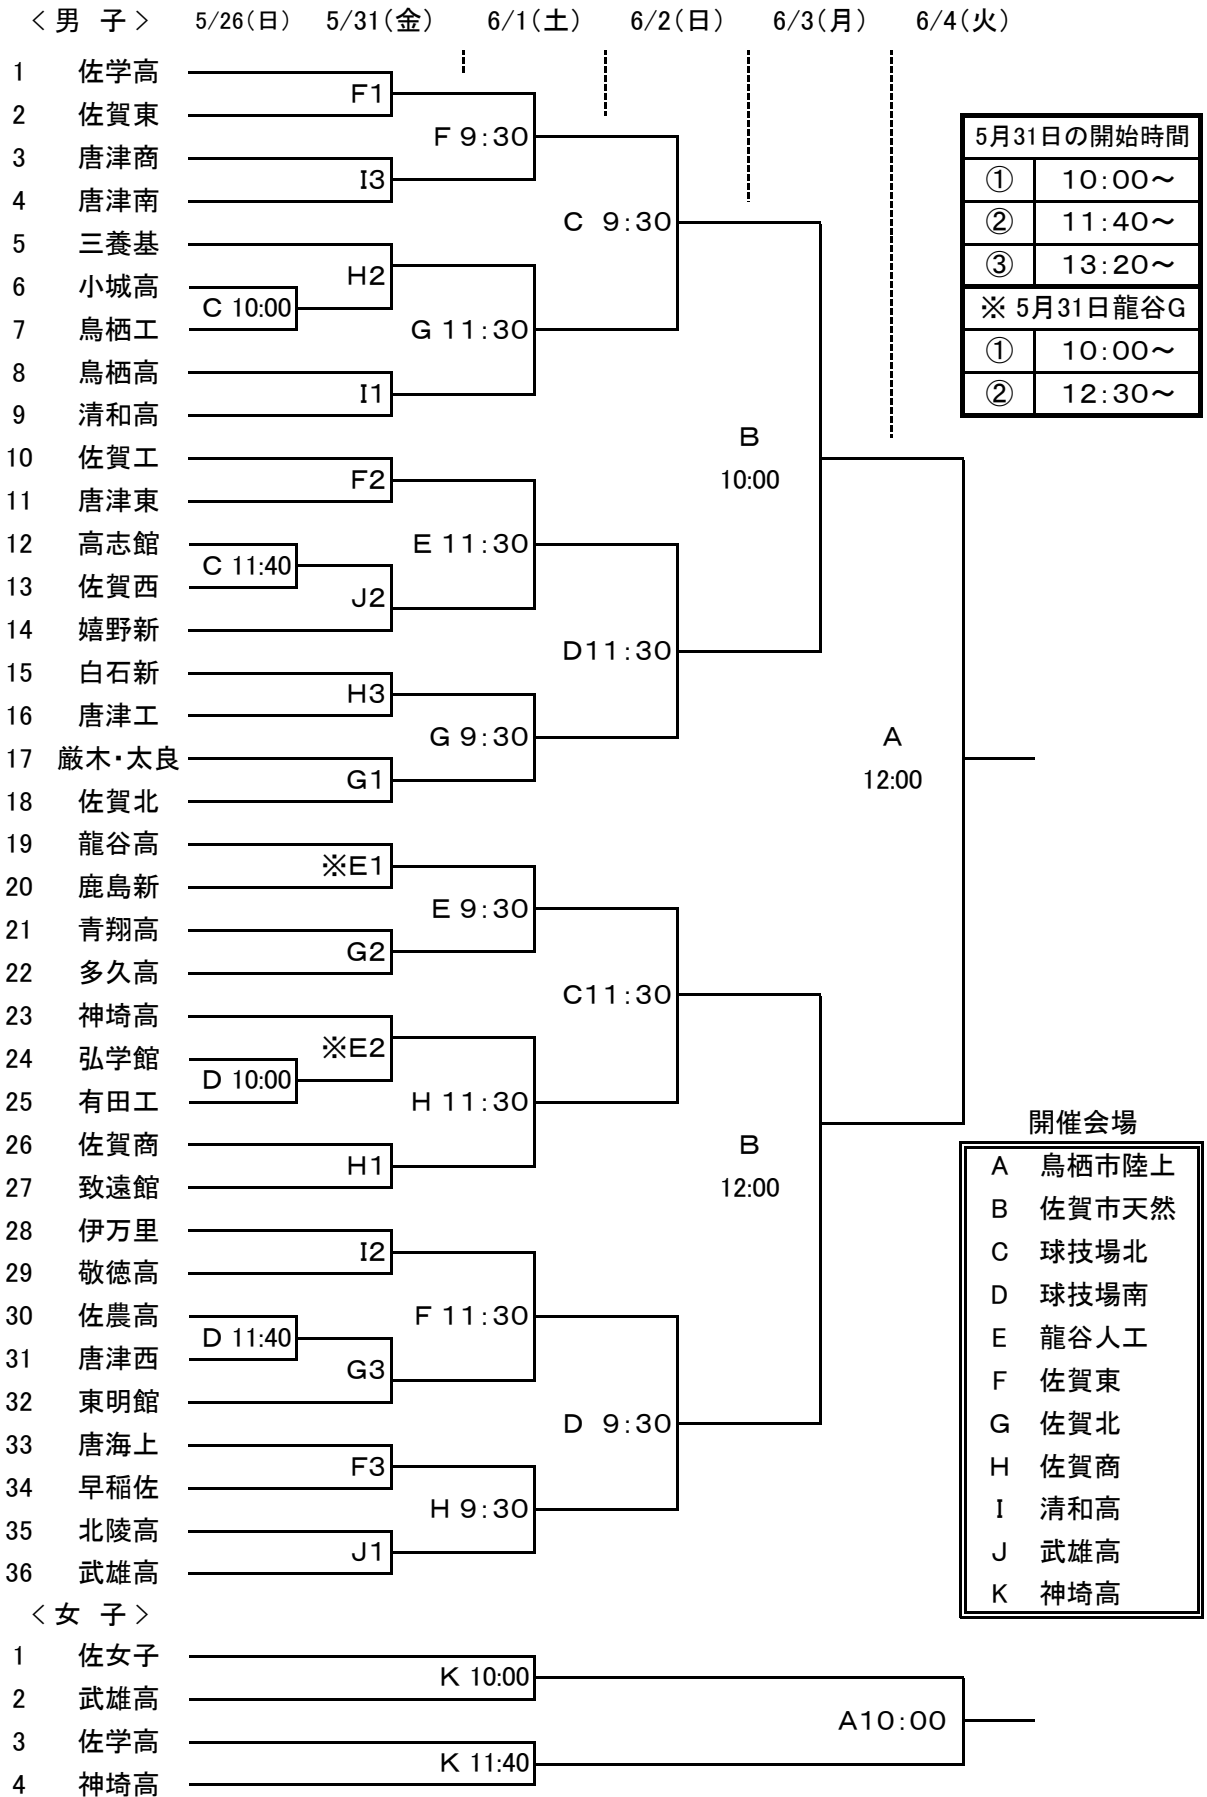 ＜男 子＞ 5/26(日) 5/31(金) 6/1(土) 6/2(日) 6/3(月) 6/4(火)
1 佐学高
F1
2 佐賀東
F 9:30
3 唐津商
I3
4 唐津南
C 9:30
5 三養基
H2
6 小城高
C 10:00
7 鳥栖工
G 11:30
8 鳥栖高
I1
9 清和高
B
10:00
10 佐賀工
F2
11 唐津東
12 高志館
E 11:30
C 11:40
13 佐賀西
J2
14 嬉野新
D11:30
15 白石新
H3
16 唐津工
G 9:30
17 厳木・太良
G1
18 佐賀北
A
12:00
19 龍谷高
※E1
20 鹿島新
E 9:30
21 青翔高
G2
22 多久高
C11:30
23 神埼高
※E2
24 弘学館
D 10:00
25 有田工
H 11:30
26 佐賀商
H1
27 致遠館
B
12:00
28 伊万里
I2
29 敬徳高
30 佐農高
F 11:30
D 11:40
31 唐津西
G3
32 東明館
D 9:30
33 唐海上
F3
34 早稲佐
H 9:30
35 北陵高
J1
36 武雄高
5月31日の開始時間
① 10:00～
② 11:40～
③ 13:20～
※ 5月31日龍谷G
① 10:00～
② 12:30～
開催会場
A 鳥栖市陸上
B 佐賀市天然
C 球技場北
D 球技場南
E 龍谷人工
F 佐賀東
G 佐賀北
H 佐賀商
I 清和高
J 武雄高
K 神埼高
＜女 子＞
1 佐女子
K 10:00
2 武雄高
A10:00
3 佐学高
K 11:40
4 神埼高